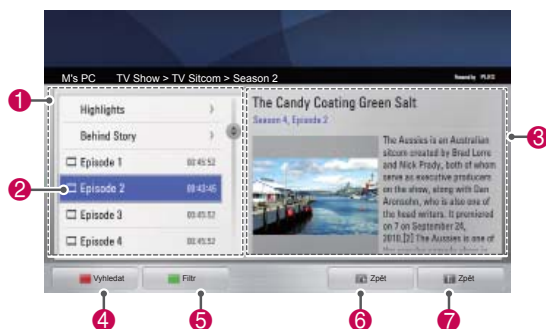 M's PC TV Show > TV Sitcom > Season 2
Powered by PLEX
Highlights
Behind Story
Episode 1 00:45:52
Episode 2 00:43:45
Episode 3 00:45:52
Episode 4 00:45:52
The Candy Coating Green Salt
Season 4, Episode 2
The Aussies is an Australian
sitcom created by Brad Lorre
and Nick Prady, both of whom
serve as executive producers
on the show, along with Dan
Aronsohn, who is also one of
the head writers. It premiered
on 7 on September 24,
2010.[2] The Aussies is one of
1
2
3
Vyhledat
Filtr
Zpět
Zpět
4
5
6
7